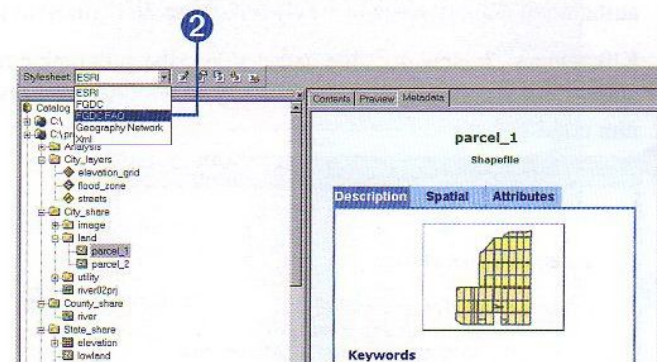 2
Stylesheet: ESRI
ESRI
FGDC
FGDC FAQ
Geography Network
Xml
Catalog
C:\
Analysis
City_layers
elevation_grid
flood_zone
streets
City_share
image
land
parcel_1
parcel_2
utility
river02prj
County_share
river
State_share
elevation
lowland
Contents Preview Metadata
parcel_1
Shapefile
Description Spatial Attributes
Keywords